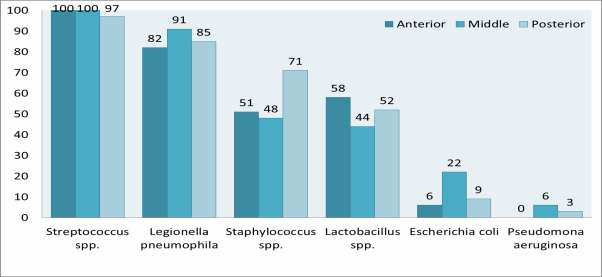 100 100 97
Anterior Middle Posterior
100
90
80
70
60
50
40
30
20
10
0
82 91 85
51 48 71
58 44 52
6 22 9
0 6 3
Streptococcus
spp.
Legionella
pneumophila
Staphylococcus
spp.
Lactobacillus
spp.
Escherichia coli
Pseudomona
aeruginosa